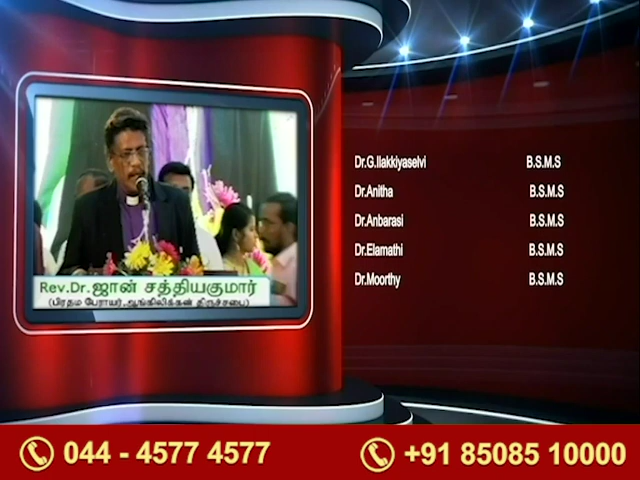 Rev.Dr.ஜான் சத்தியகுமார்
(பிரதம பேராயர்,ஆங்கிலிக்கன் திருச்சபை)
Dr.G.Ilakkiyaselvi B.S.M.S
Dr.Anitha B.S.M.S
Dr.Anbarasi B.S.M.S
Dr.Elamathi B.S.M.S
Dr.Moorthy B.S.M.S
044 - 4577 4577
+91 85085 10000